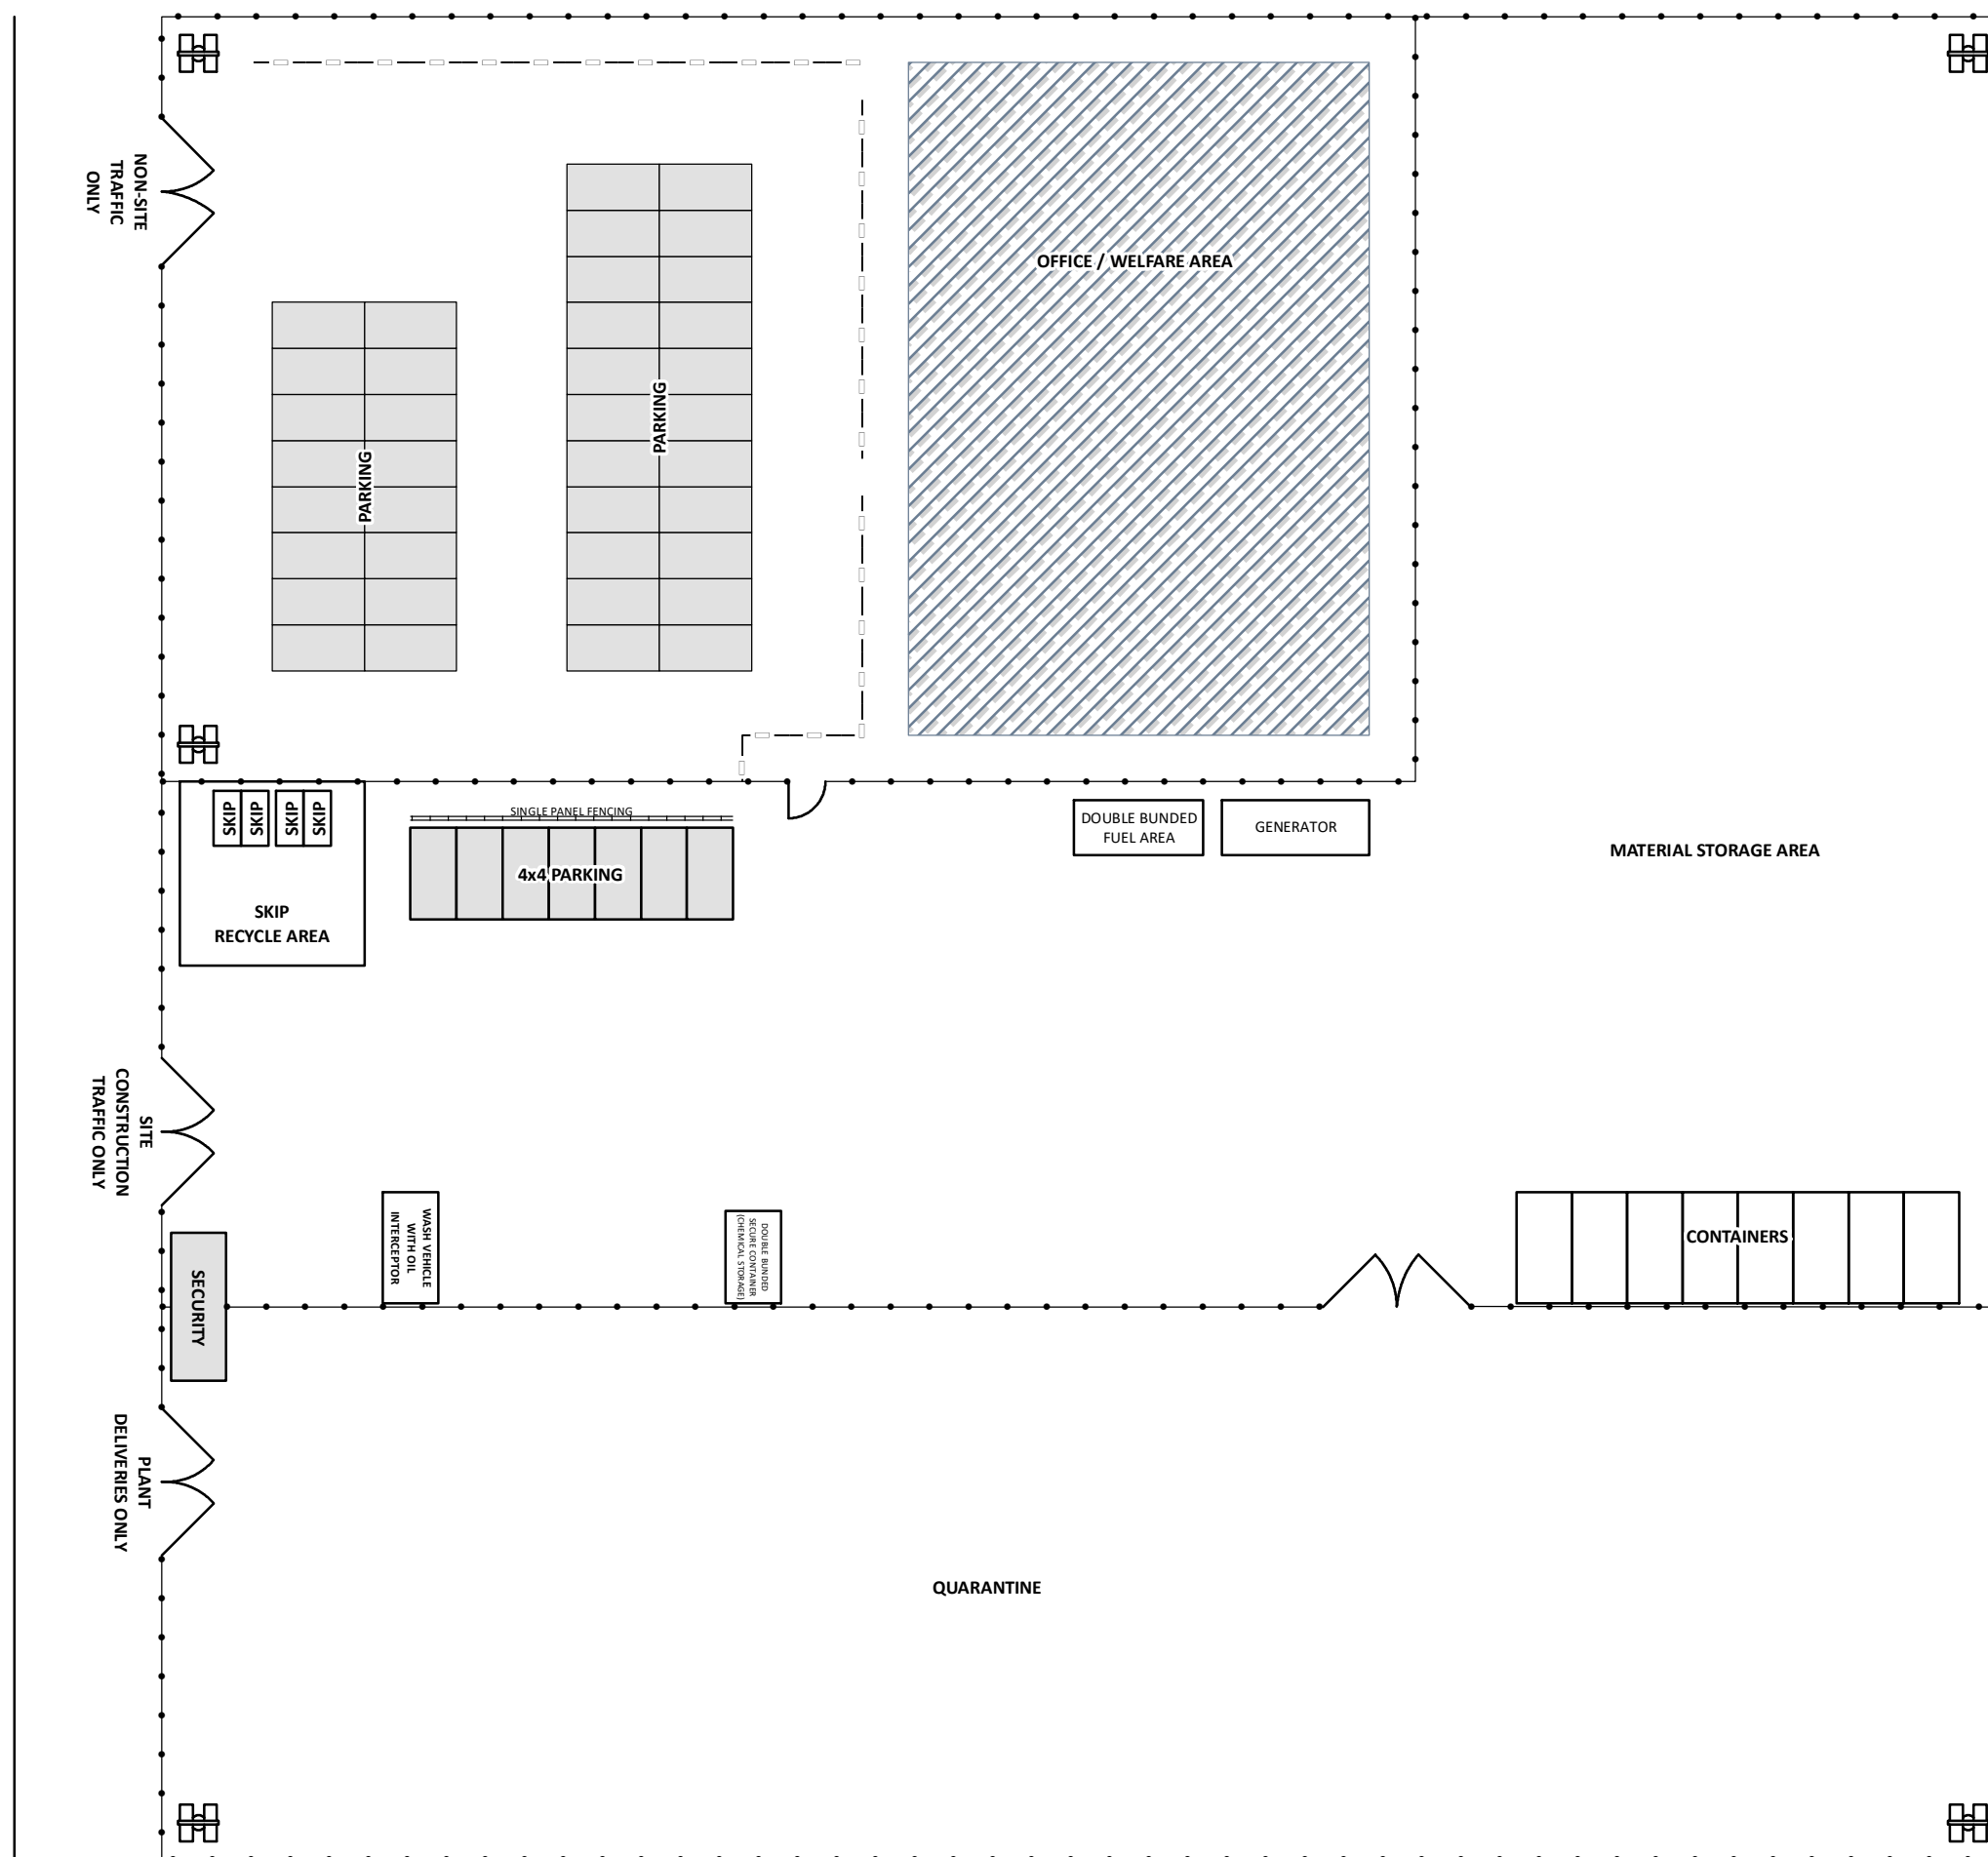 NON-SITE
TRAFFIC
ONLY
OFFICE / WELFARE AREA
PARKING
PARKING
SINGLE PANEL FENCING
SKIP
SKIP
SKIP
SKIP
4x4 PARKING
DOUBLE BUNDED
FUEL AREA
GENERATOR
MATERIAL STORAGE AREA
SKIP
RECYCLE AREA
SITE
CONSTRUCTION
TRAFFIC ONLY
WASH VEHICLE
WITH OIL
INTERCEPTOR
DOUBLE BUNDED
SECURE CONTAINER
(CHEMICAL STORAGE)
CONTAINERS
SECURITY
PLANT
DELIVERIES ONLY
QUARANTINE